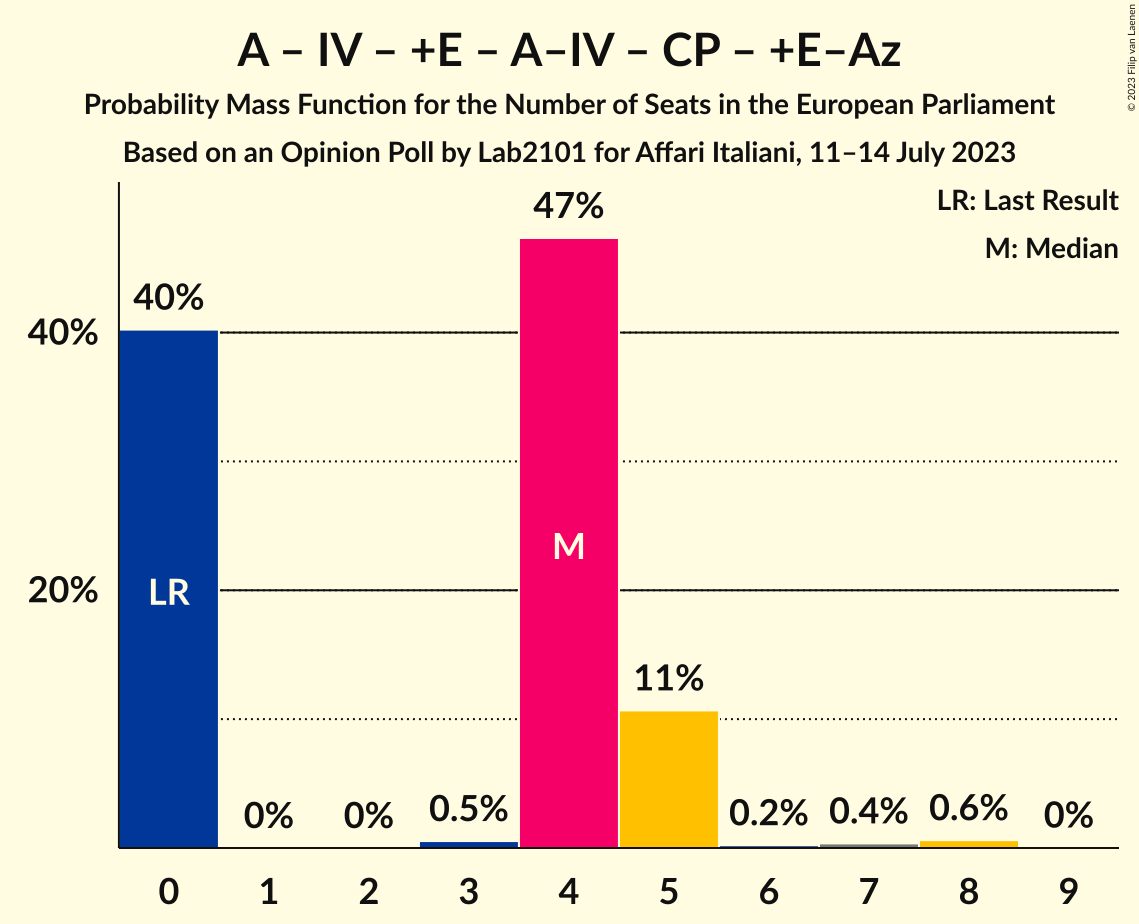 A – IV – +E – A–IV – CP – +E–Az
Probability Mass Function for the Number of Seats in the European Parliament
Based on an Opinion Poll by Lab2101 for Affari Italiani, 11–14 July 2023
© 2023 Filip van Laenen
LR: Last Result
M: Median
47%
40%
40%
M
20%
LR
11%
0%
0%
0.5%
0.2%
0.4%
0.6%
0%
0 1 2 3 4 5 6 7 8 9